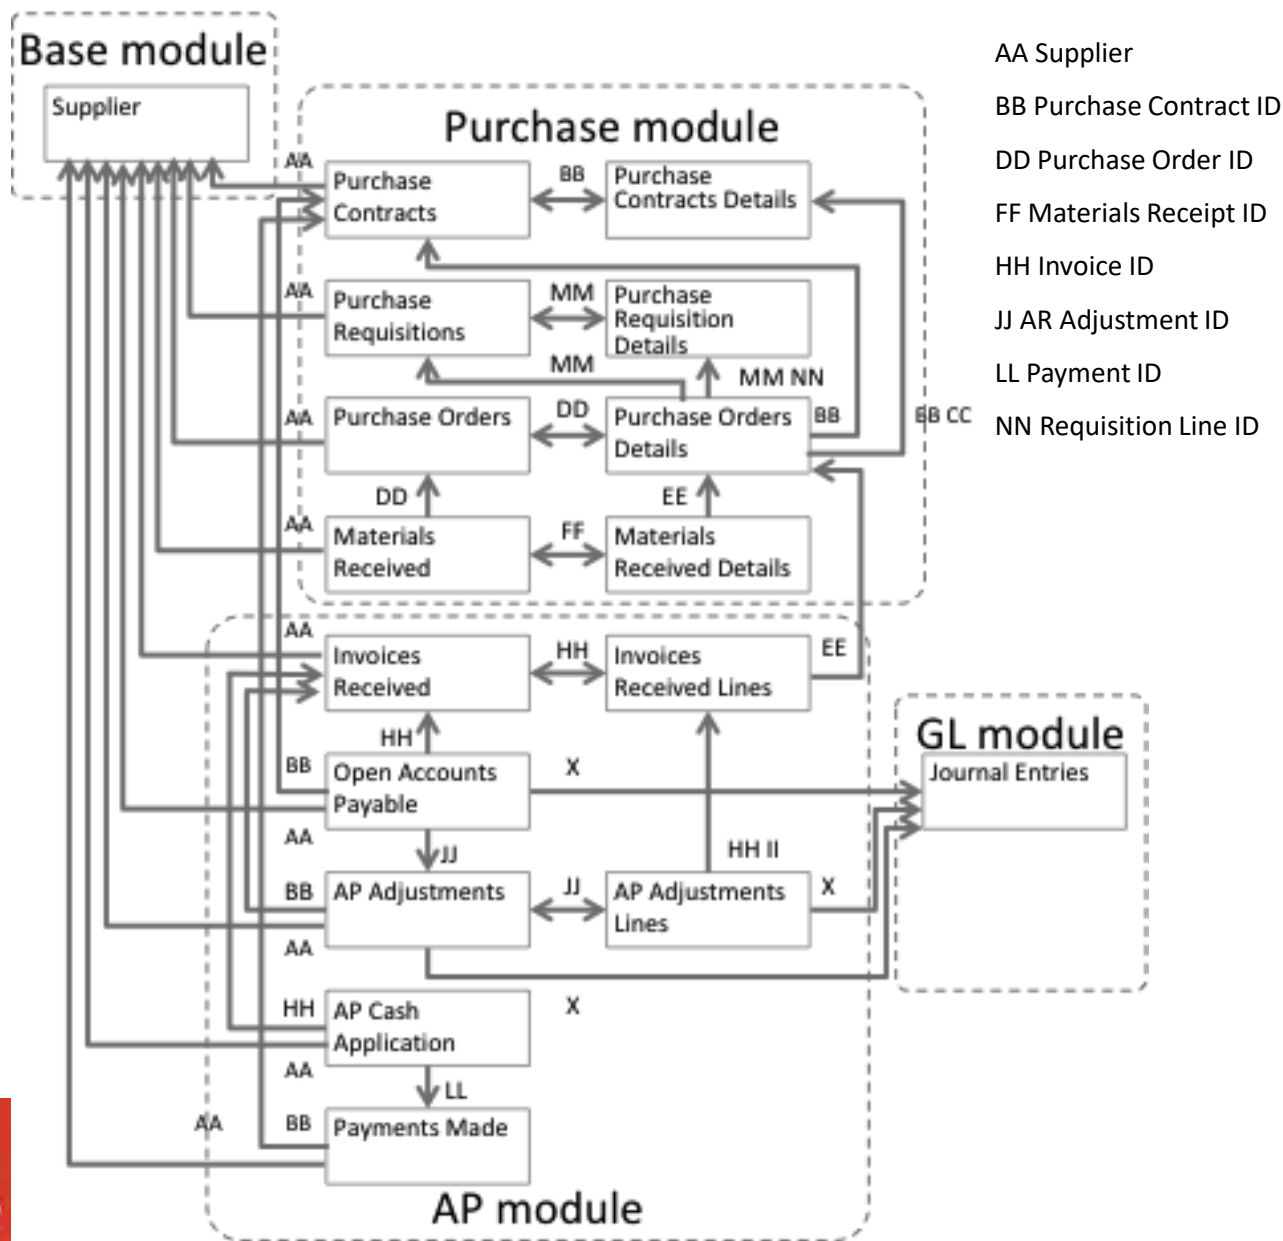 Base module
Supplier
AA Supplier
BB Purchase Contract ID
DD Purchase Order ID
FF Materials Receipt ID
HH Invoice ID
JJ AR Adjustment ID
LL Payment ID
NN Requisition Line ID
Purchase module
AA
Purchase
Contracts
BB
Purchase
Contracts Details
AA
Purchase
Requisitions
MM
Purchase
Requisition
Details
MM
MM NN
AA
Purchase Orders
DD
Purchase Orders
Details
BB
BB CC
DD
EE
AA
Materials
Received
FF
Materials
Received Details
AA
Invoices
Received
HH
Invoices
Received Lines
EE
HH
BB
Open Accounts
Payable
X
GL module
Journal Entries
AA
JJ
HH II
BB
AP Adjustments
JJ
AP Adjustments
Lines
X
AA
HH
AP Cash
Application
X
AA
LL
AA
BB
Payments Made
AP module